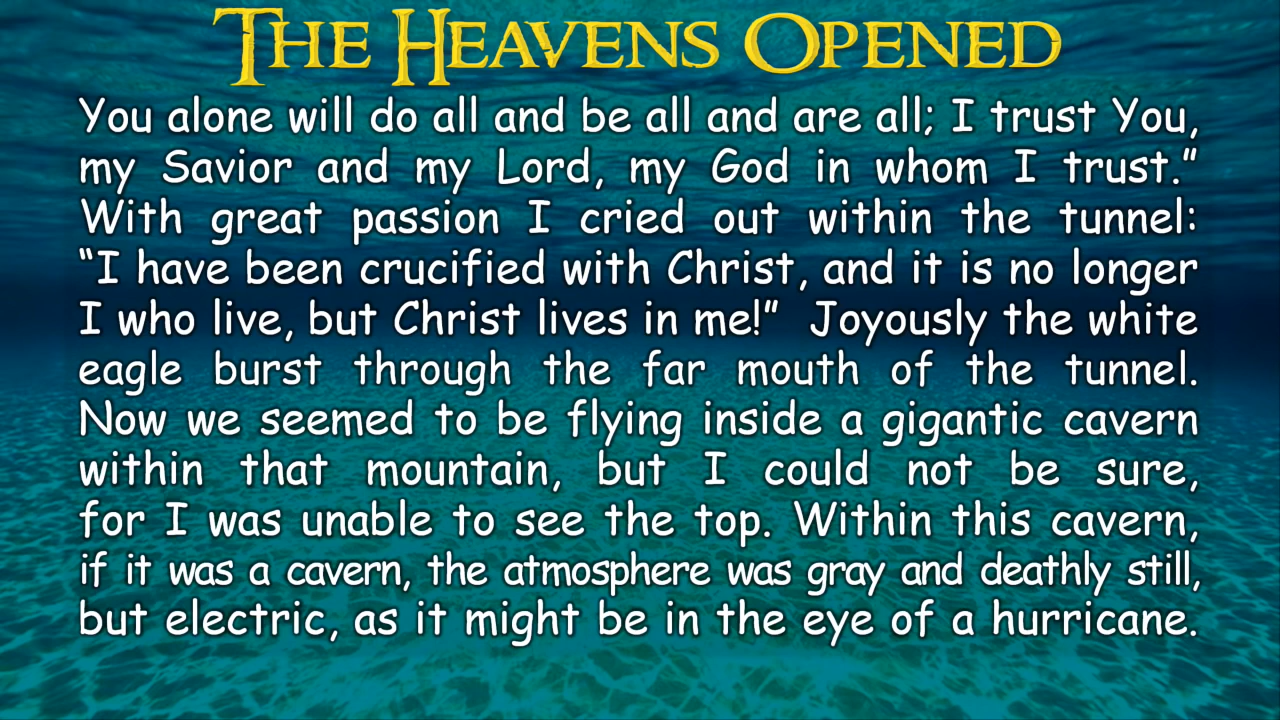 THE HEAVENS OPENED
You alone will do all and be all and are all; I trust You,
my Savior and my Lord, my God in whom I trust.”
With great passion I cried out within the tunnel:
“I have been crucified with Christ, and it is no longer
I who live, but Christ lives in me!” Joyously the white
eagle burst through the far mouth of the tunnel.
Now we seemed to be flying inside a gigantic cavern
within that mountain, but I could not be sure,
for I was unable to see the top. Within this cavern,
if it was a cavern, the atmosphere was gray and deathly still,
but electric, as it might be in the eye of a hurricane.